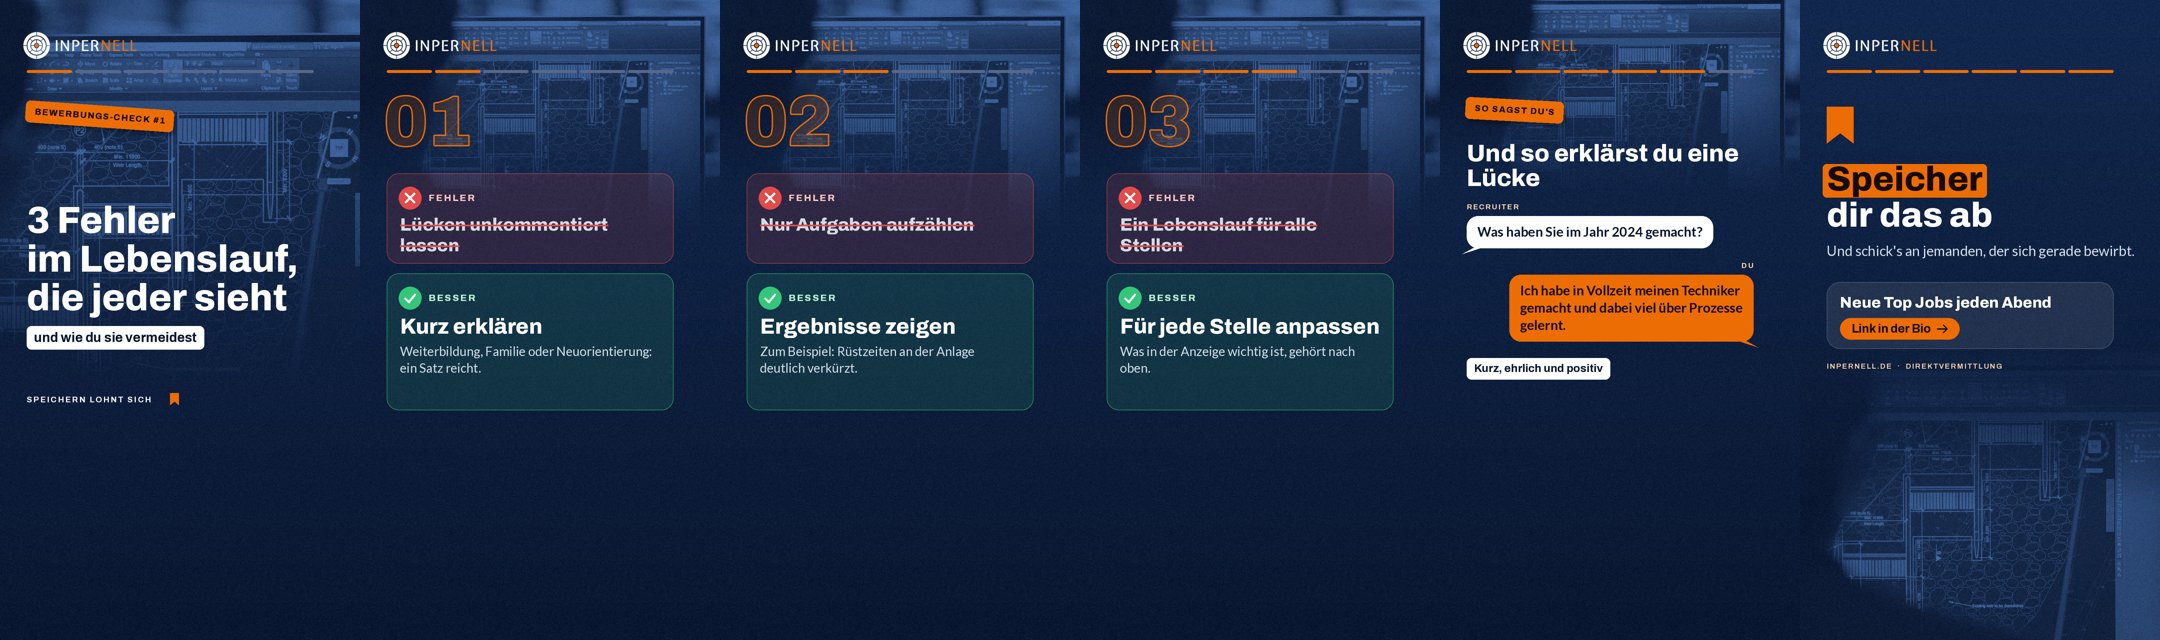 INPERNELL
BEWERBUNGS-CHECK #1
3 Fehler
im Lebenslauf,
die jeder sieht
und wie du sie vermeidest
SPEICHERN LOHNT SICH
INPERNELL
01
FEHLER
Lücken unkommentiert
lassen
BESSER
Kurz erklären
Weiterbildung, Familie oder Neuorientierung:
ein Satz reicht.
INPERNELL
02
FEHLER
Nur Aufgaben aufzählen
BESSER
Ergebnisse zeigen
Zum Beispiel: Rüstzeiten an der Anlage
deutlich verkürzt.
INPERNELL
03
FEHLER
Ein Lebenslauf für alle
Stellen
BESSER
Für jede Stelle anpassen
Was in der Anzeige wichtig ist, gehört nach
oben.
INPERNELL
SO SAGST DU'S
Und so erklärst du eine
Lücke
RECRUITER
Was haben Sie im Jahr 2024 gemacht?
DU
Ich habe in Vollzeit meinen Techniker
gemacht und dabei viel über Prozesse
gelernt.
Kurz, ehrlich und positiv
INPERNELL
Speicher
dir das ab
Und schick's an jemanden, der sich gerade bewirbt.
Neue Top Jobs jeden Abend
Link in der Bio →
INPERNELL.DE · DIREKTVERMITTLUNG